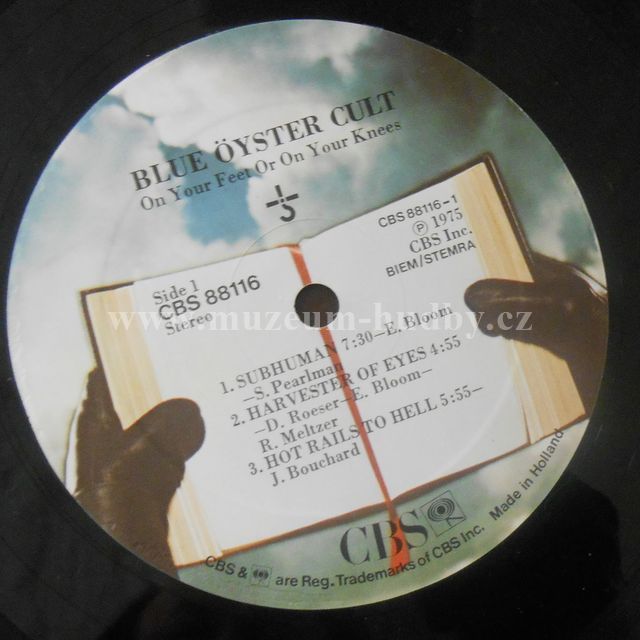 BLUE ÖYSTER CULT
On Your Feet Or On Your Knees
Side 1
CBS 88116
Stereo
CBS 88116-1
℗ 1975
CBS Inc.
BIEM/STEMRA
www.muzeum-hudby.cz
1. SUBHUMAN 7:30—E. Bloom
—S. Pearlman
2. HARVESTER OF EYES 4:55
—D. Roeser—E. Bloom—
R. Meltzer
3. HOT RAILS TO HELL 5:55—
J. Bouchard
CBS
CBS & are Reg. Trademarks of CBS Inc. Made in Holland